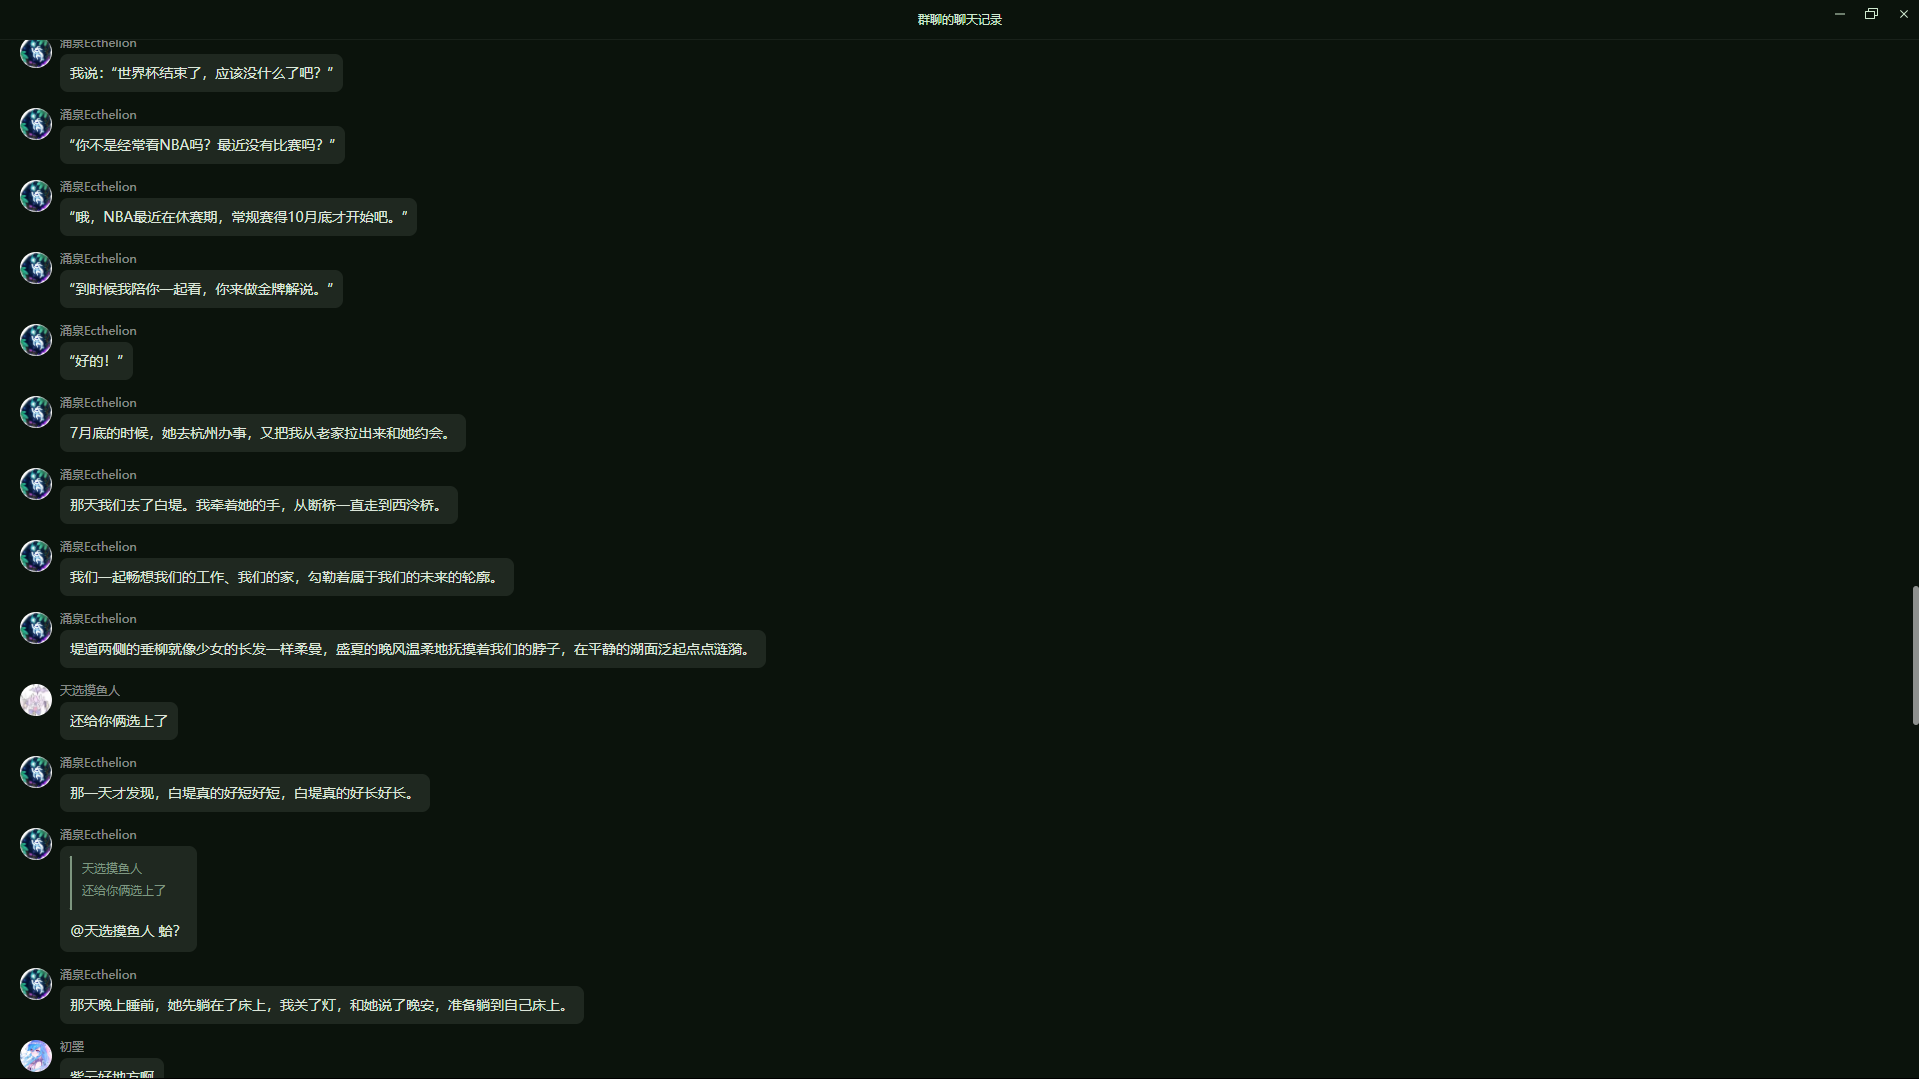 群聊的聊天记录
涌泉Ecthelion
我说：“世界杯结束了，应该没什么了吧？”
涌泉Ecthelion
“你不是经常看NBA吗？最近没有比赛吗？”
涌泉Ecthelion
“哦，NBA最近在休赛期，常规赛得10月底才开始吧。”
涌泉Ecthelion
“到时候我陪你一起看，你来做金牌解说。”
涌泉Ecthelion
“好的！”
涌泉Ecthelion
7月底的时候，她去杭州办事，又把我从老家拉出来和她约会。
涌泉Ecthelion
那天我们去了白堤。我牵着她的手，从断桥一直走到西泠桥。
涌泉Ecthelion
我们一起畅想我们的工作、我们的家，勾勒着属于我们的未来的轮廓。
涌泉Ecthelion
堤道两侧的垂柳就像少女的长发一样柔曼，盛夏的晚风温柔地抚摸着我们的脖子，在平静的湖面泛起点点涟漪。
天选摸鱼人
还给你俩选上了
涌泉Ecthelion
那一天才发现，白堤真的好短好短，白堤真的好长好长。
涌泉Ecthelion
天选摸鱼人
还给你俩选上了
@天选摸鱼人 蛤?
涌泉Ecthelion
那天晚上睡前，她先躺在了床上，我关了灯，和她说了晚安，准备躺到自己床上。
初墨
紫云好地方啊